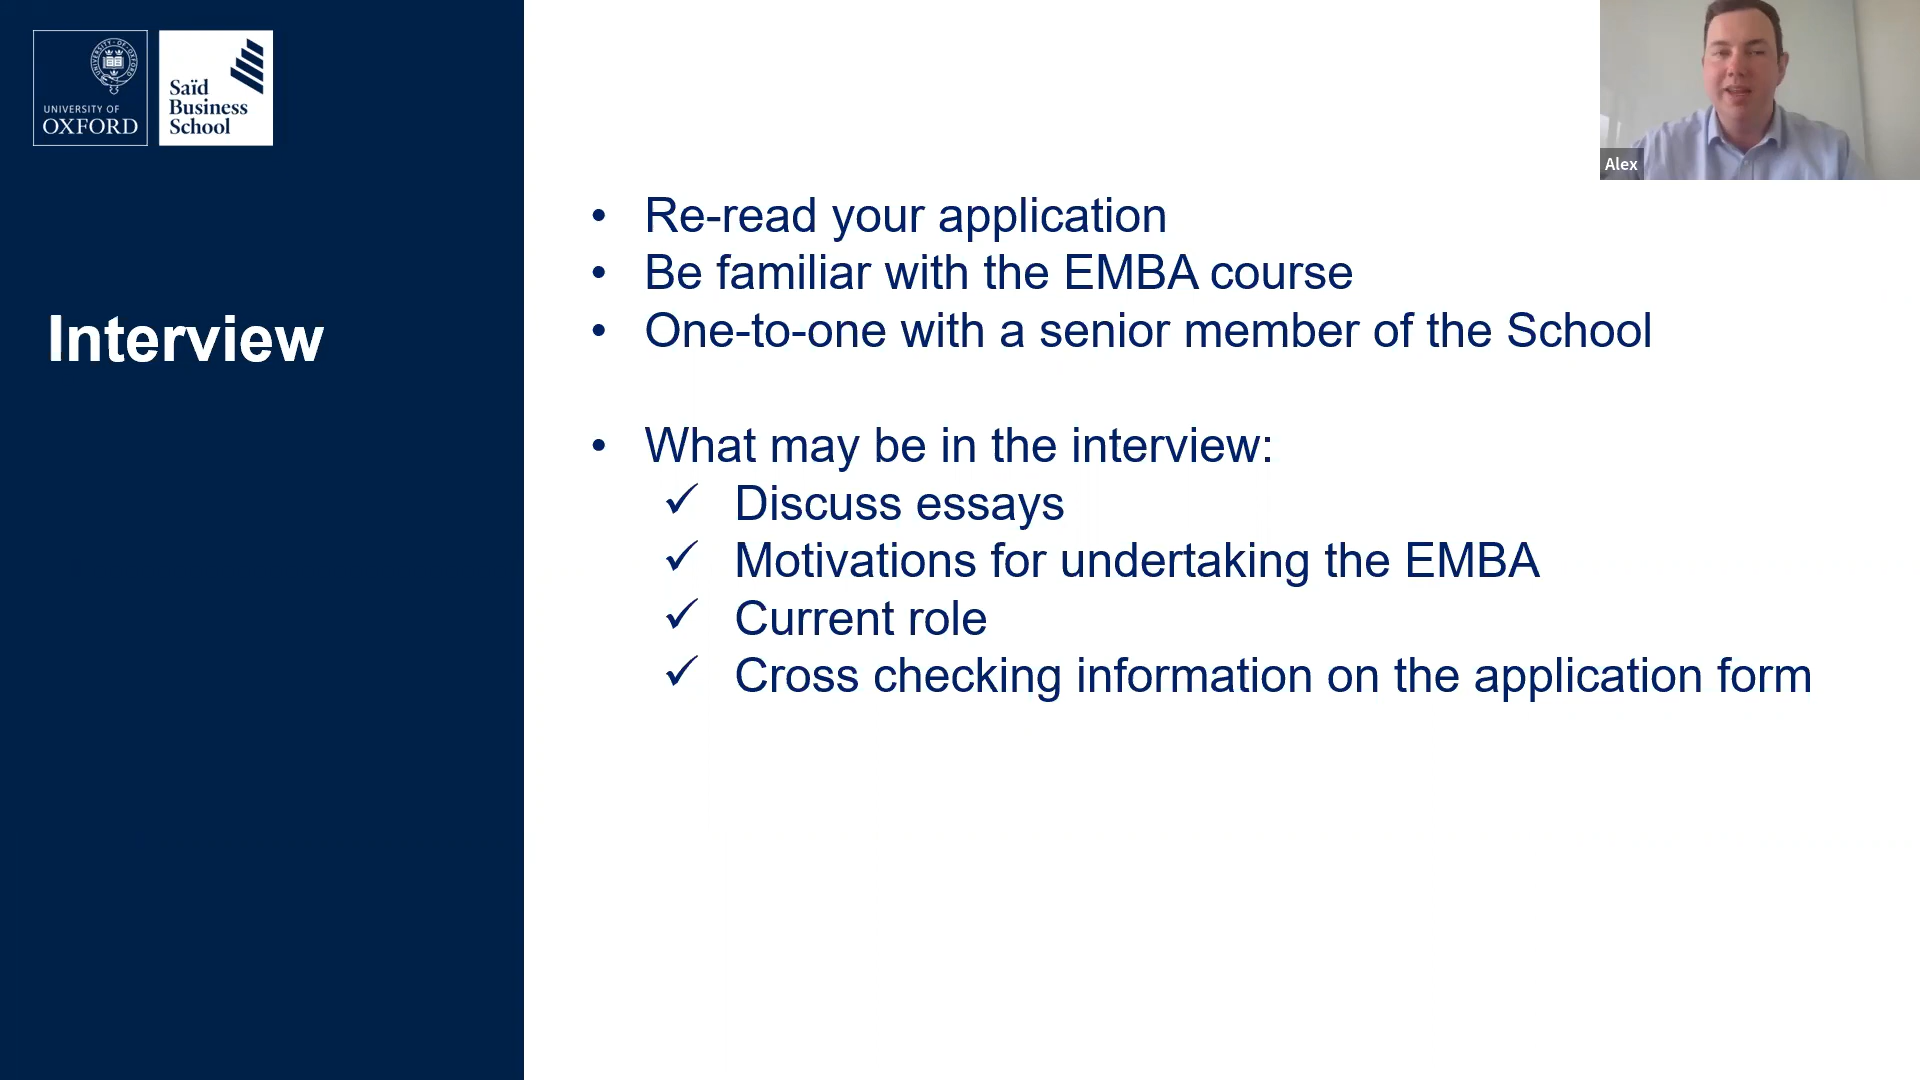 UNIVERSITY OF
OXFORD
Saïd
Business
School
Alex
Interview
• Re-read your application
• Be familiar with the EMBA course
• One-to-one with a senior member of the School
• What may be in the interview:
✓ Discuss essays
✓ Motivations for undertaking the EMBA
✓ Current role
✓ Cross checking information on the application form